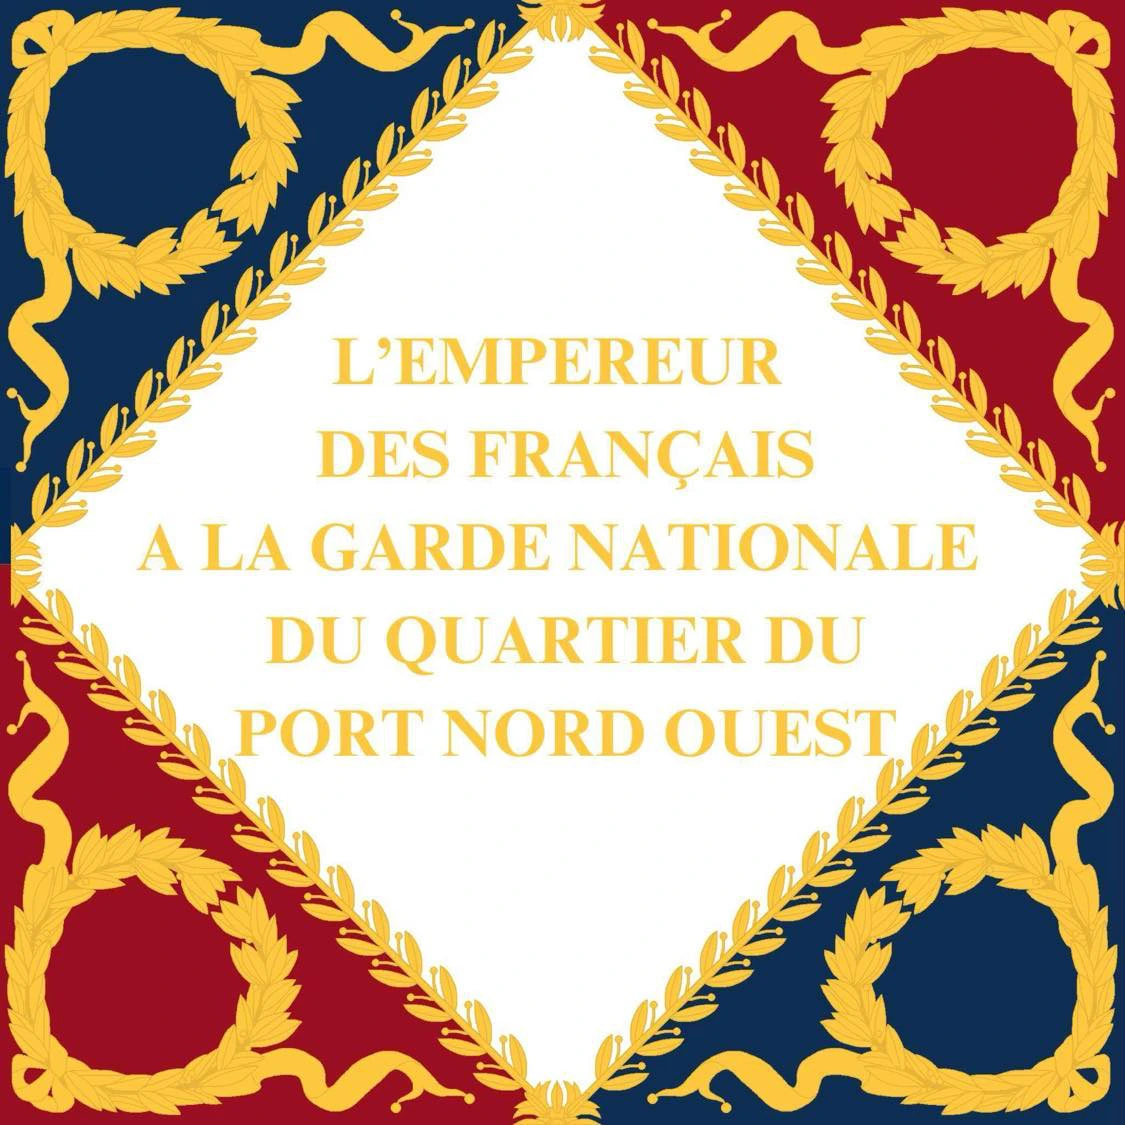 L’EMPEREUR
DES FRANÇAIS
A LA GARDE NATIONALE
DU QUARTIER DU
PORT NORD OUEST